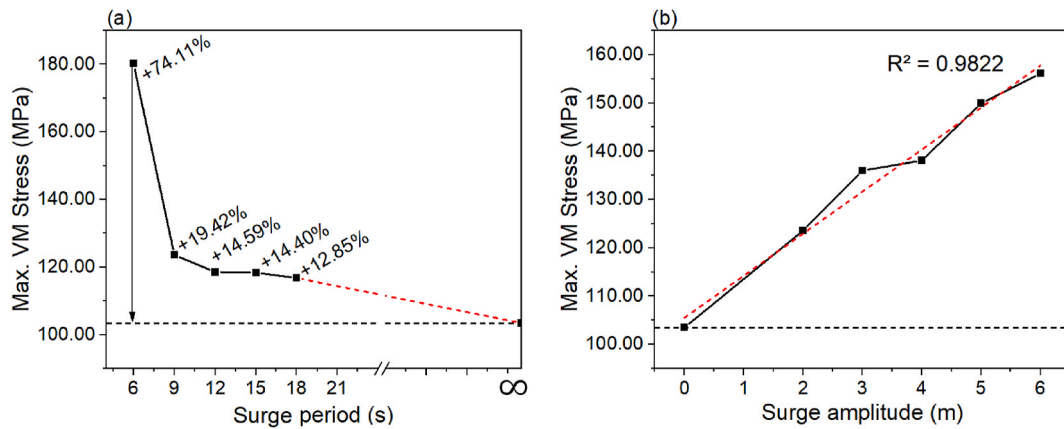 (a)
Max. VM Stress (MPa)
180.00
160.00
140.00
120.00
100.00
+74.11%
+19.42%
+14.59%
+14.40%
+12.85%
6 9 12 15 18 21 ∞
Surge period (s)
(b)
Max. VM Stress (MPa)
160.00
150.00
140.00
130.00
120.00
110.00
100.00
R² = 0.9822
0 1 2 3 4 5 6
Surge amplitude (m)